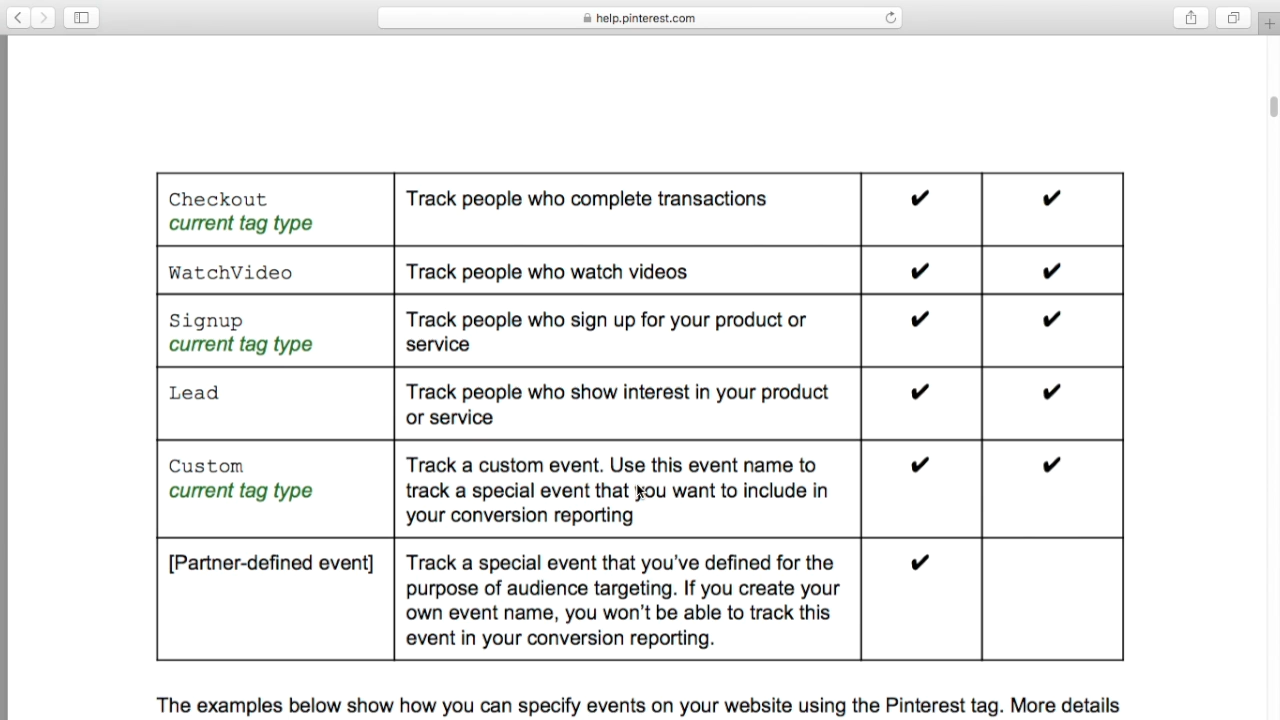 help.pinterest.com
Checkout
current tag type
Track people who complete transactions
✔ ✔
WatchVideo
Track people who watch videos
✔ ✔
Signup
current tag type
Track people who sign up for your product or
service
✔ ✔
Lead
Track people who show interest in your product
or service
✔ ✔
Custom
current tag type
Track a custom event. Use this event name to
track a special event that you want to include in
your conversion reporting
✔ ✔
[Partner-defined event]
Track a special event that you’ve defined for the
purpose of audience targeting. If you create your
own event name, you won’t be able to track this
event in your conversion reporting.
✔
The examples below show how you can specify events on your website using the Pinterest tag. More details